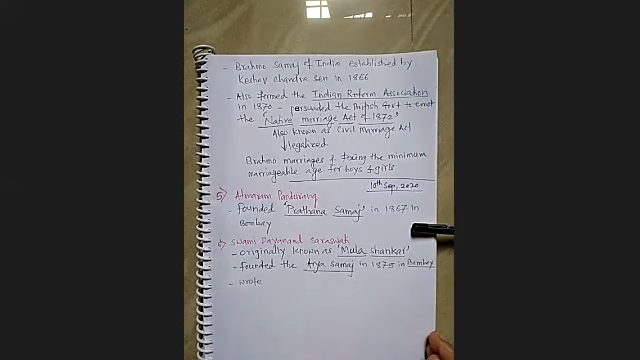 - Brahmo Samaj of India established by
Keshav Chandra Sen in 1866
- Also formed the Indian Reform Association
in 1870 - persuaded the British Govt to enact
the "Native marriage Act of 1872"
Also known as Civil Marriage Act
↓ legalized
Brahmo marriages & fixing the minimum
marriageable age for boys & girls
10th Sep, 2020
5) Atmaram Pandurang
- Founded 'Prathana Samaj' in 1867 in
Bombay
6) Swami Dayanand Saraswati
- originally known as 'Mula Shankar'
- founded the Arya Samaj in 1875 in Bombay
- wrote